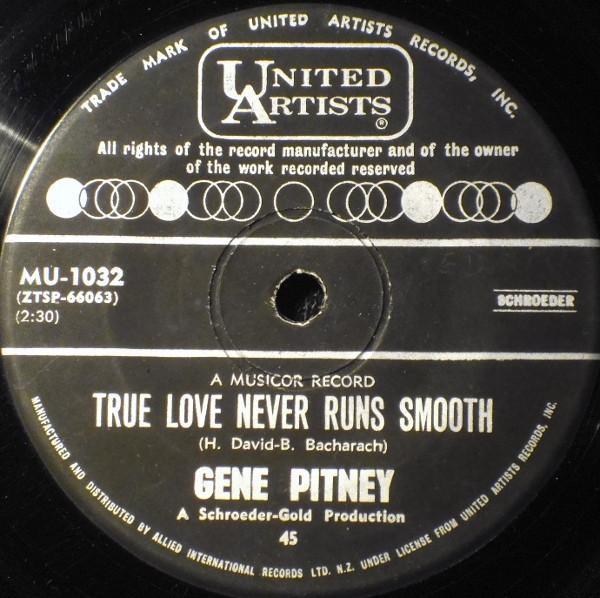 TRADE MARK OF UNITED ARTISTS RECORDS, INC.
UNITED
ARTISTS®
All rights of the record manufacturer and of the owner
of the work recorded reserved
MU-1032
(ZTSP-66063)
(2:30)
SCHROEDER
A MUSICOR RECORD
TRUE LOVE NEVER RUNS SMOOTH
(H. David-B. Bacharach)
GENE PITNEY
A Schroeder-Gold Production
45
MANUFACTURED AND DISTRIBUTED BY ALLIED INTERNATIONAL RECORDS LTD. N.Z. UNDER LICENSE FROM UNITED ARTISTS RECORDS, INC.